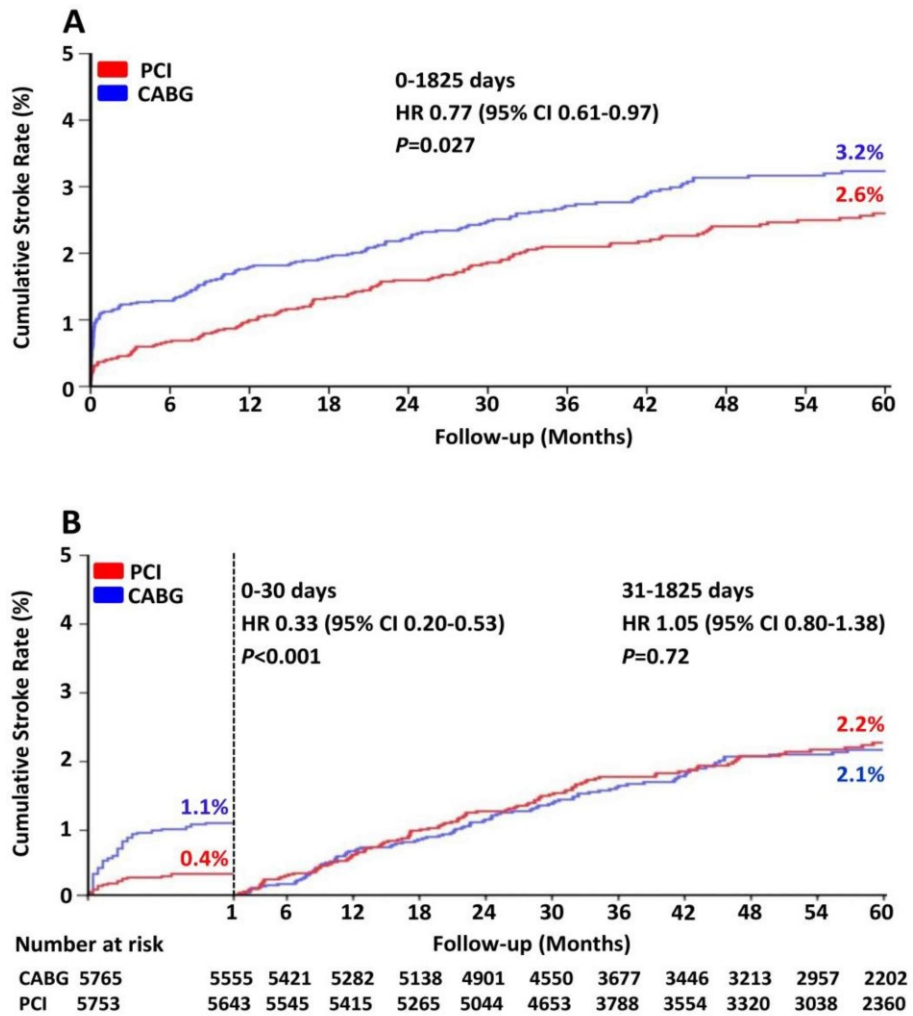 A
5
PCI
CABG
0-1825 days
HR 0.77 (95% CI 0.61-0.97)
P=0.027
4
3.2%
3
2.6%
2
1
0
Cumulative Stroke Rate (%)
0 6 12 18 24 30 36 42 48 54 60
Follow-up (Months)
B
5
PCI
CABG
0-30 days
HR 0.33 (95% CI 0.20-0.53)
P<0.001
31-1825 days
HR 1.05 (95% CI 0.80-1.38)
P=0.72
4
3
2.2%
2
2.1%
1.1%
1
0.4%
0
Cumulative Stroke Rate (%)
1 6 12 18 24 30 36 42 48 54 60
Number at risk
Follow-up (Months)
CABG 5765 5555 5421 5282 5138 4901 4550 3677 3446 3213 2957 2202
PCI 5753 5643 5545 5415 5265 5044 4653 3788 3554 3320 3038 2360